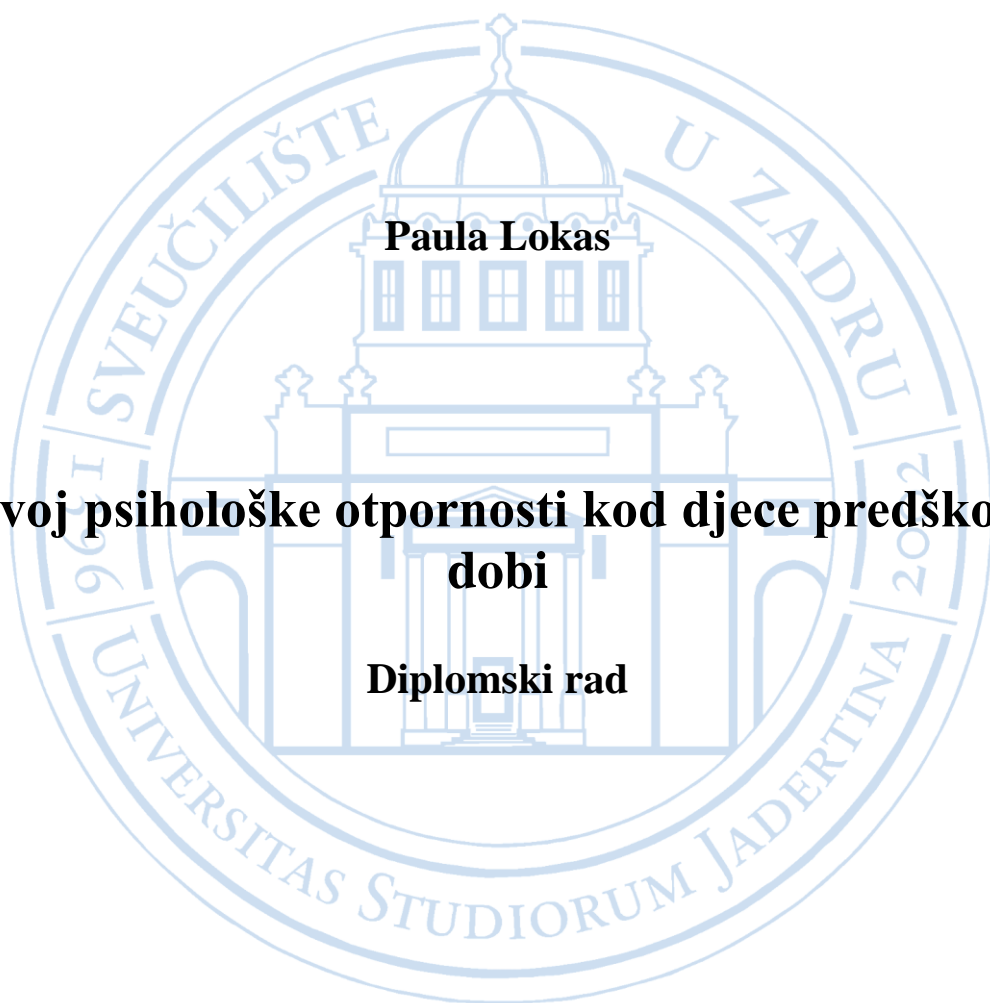 SVEUČILIŠTE U ZADRU
Paula Lokas
voj psihološke otpornosti kod djece predško
dobi
Diplomski rad
1396
2002
UNIVERSITAS STUDIORUM JADERTINA